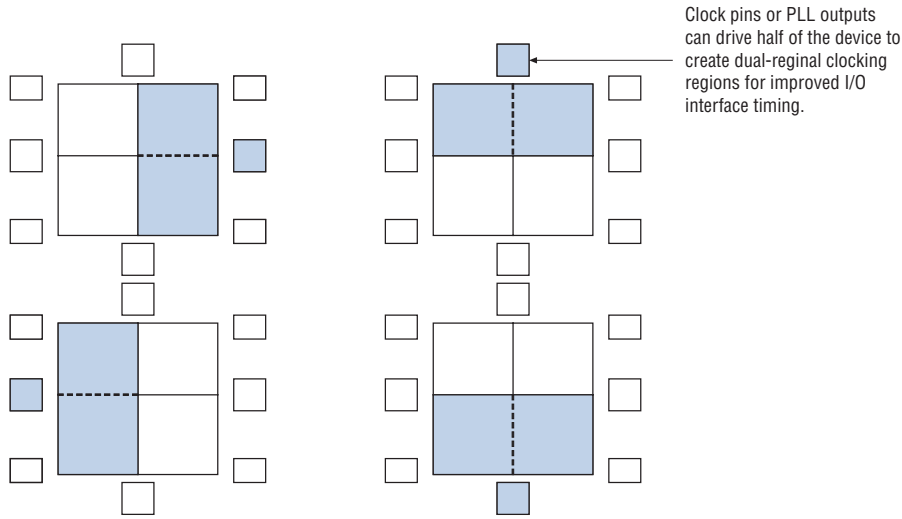 Clock pins or PLL outputs
can drive half of the device to
create dual-reginal clocking
regions for improved I/O
interface timing.